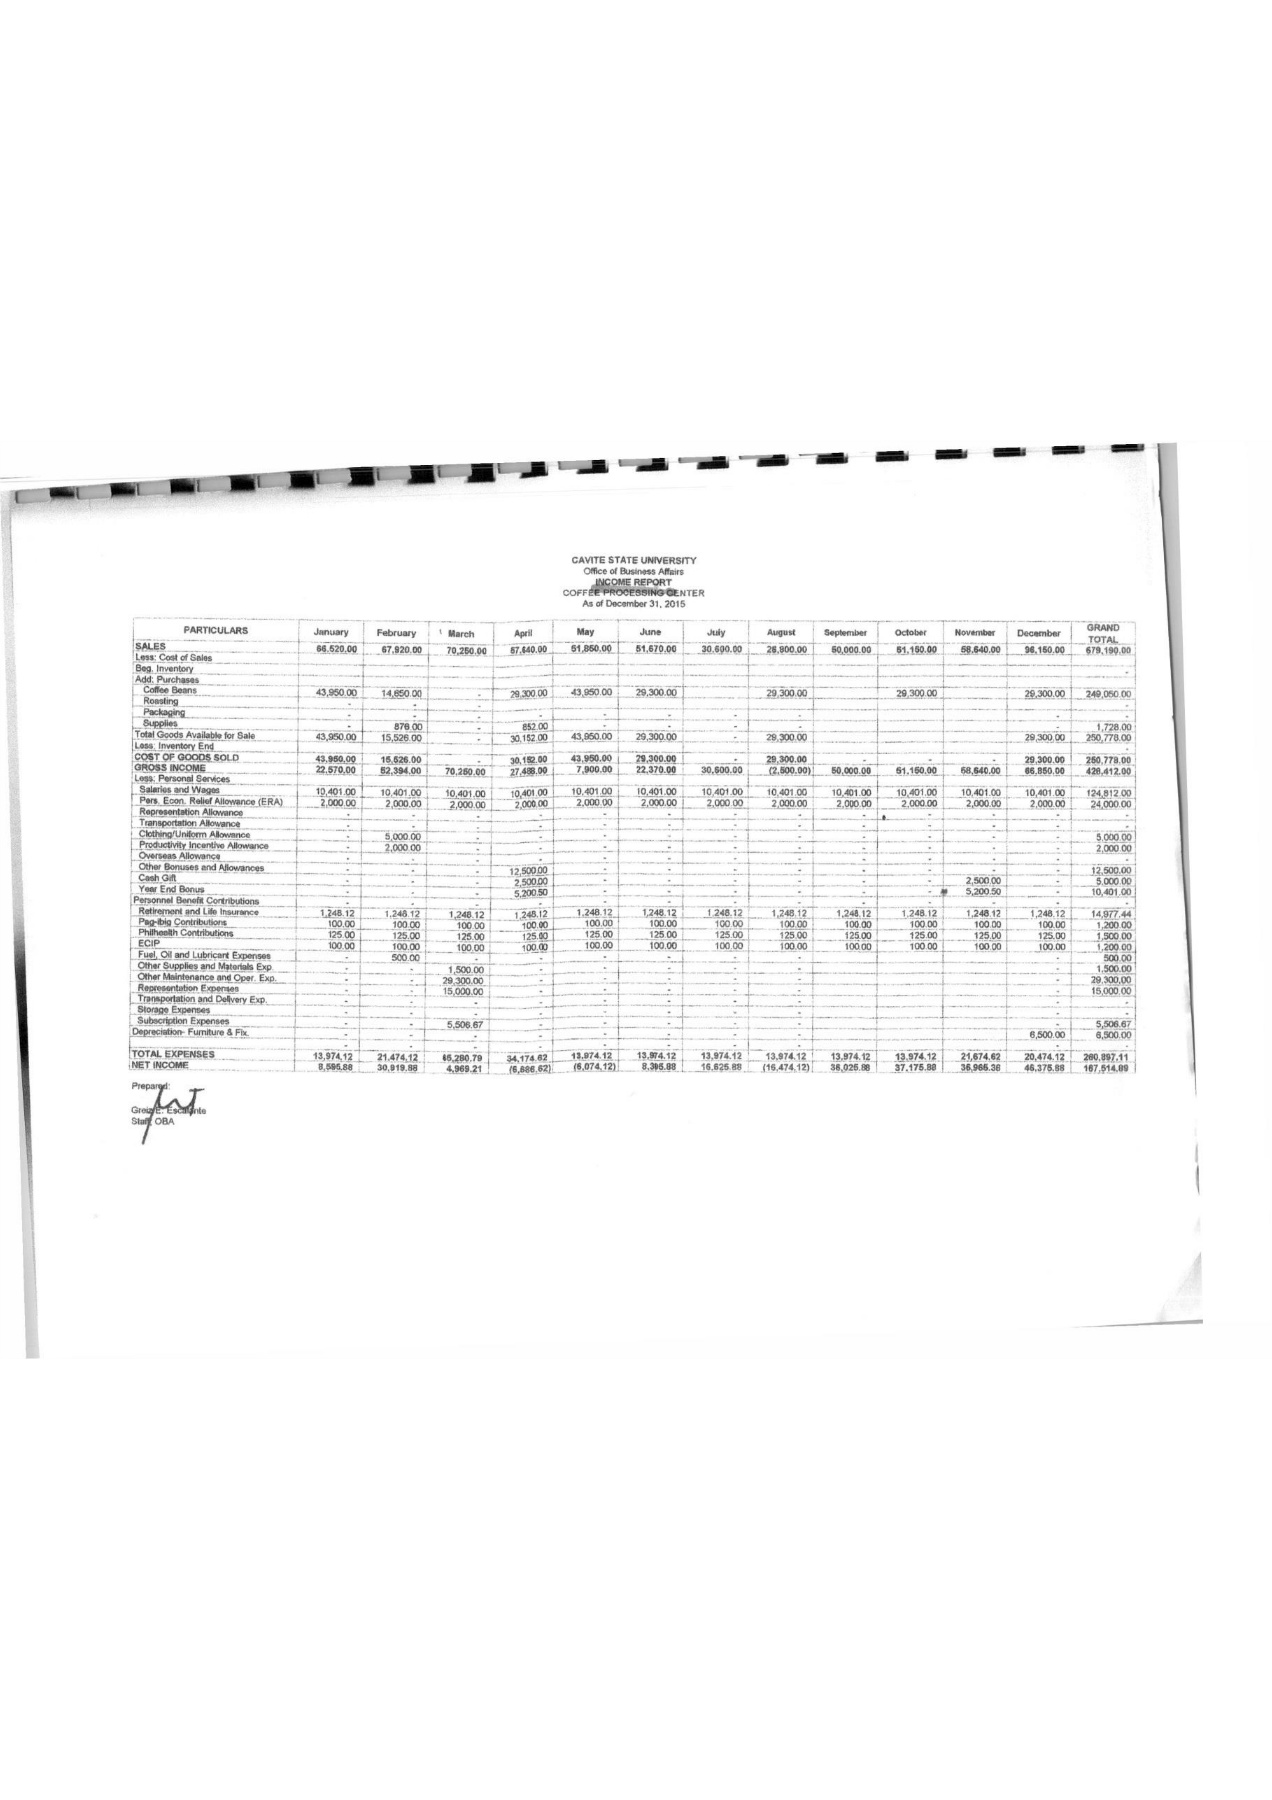 CAVITE STATE UNIVERSITY
Office of Business Affairs
INCOME REPORT
COFFEE PROCESSING CENTER
As of December 31, 2015
PARTICULARS January February March April May June July August September October November December GRAND TOTAL
SALES 66,520.00 67,920.00 70,250.00 57,640.00 51,850.00 51,670.00 30,600.00 26,800.00 50,000.00 51,150.00 58,640.00 96,150.00 679,190.00
Less: Cost of Sales
Beg. Inventory -
Add: Purchases
Coffee Beans 43,950.00 14,650.00 - 29,300.00 43,950.00 29,300.00 29,300.00 29,300.00 29,300.00 249,050.00
Roasting - - - -
Packaging - - - - - - - - - -
Supplies - 876.00 - 852.00 - - - - 1,728.00
Total Goods Available for Sale 43,950.00 15,526.00 - 30,152.00 43,950.00 29,300.00 - 29,300.00 29,300.00 250,778.00
Less: Inventory End -
COST OF GOODS SOLD 43,950.00 15,526.00 - 30,152.00 43,950.00 29,300.00 - 29,300.00 - - - 29,300.00 250,778.00
GROSS INCOME 22,570.00 52,394.00 70,250.00 27,488.00 7,900.00 22,370.00 30,600.00 (2,500.00) 50,000.00 51,150.00 58,640.00 66,850.00 428,412.00
Less: Personal Services
Salaries and Wages 10,401.00 10,401.00 10,401.00 10,401.00 10,401.00 10,401.00 10,401.00 10,401.00 10,401.00 10,401.00 10,401.00 10,401.00 124,812.00
Pers. Econ. Relief Allowance (ERA) 2,000.00 2,000.00 2,000.00 2,000.00 2,000.00 2,000.00 2,000.00 2,000.00 2,000.00 2,000.00 2,000.00 2,000.00 24,000.00
Representation Allowance - - - - - - - - - - - - -
Transportation Allowance - - - - - - - - - - - - -
Clothing/Uniform Allowance - 5,000.00 - - - - - - - - - - 5,000.00
Productivity Incentive Allowance - 2,000.00 - - - - - - - - - - 2,000.00
Overseas Allowance - - - - - - - - - - - - -
Other Bonuses and Allowances - - - 12,500.00 - - - - - - - - 12,500.00
Cash Gift - - - 2,500.00 - - - - - - 2,500.00 - 5,000.00
Year End Bonus - - - 5,200.50 - - - - - - 5,200.50 - 10,401.00
Personnel Benefit Contributions - - - - - - - - - - - - -
Retirement and Life Insurance 1,248.12 1,248.12 1,248.12 1,248.12 1,248.12 1,248.12 1,248.12 1,248.12 1,248.12 1,248.12 1,248.12 1,248.12 14,977.44
Pag-ibig Contributions 100.00 100.00 100.00 100.00 100.00 100.00 100.00 100.00 100.00 100.00 100.00 100.00 1,200.00
Philhealth Contributions 125.00 125.00 125.00 125.00 125.00 125.00 125.00 125.00 125.00 125.00 125.00 125.00 1,500.00
ECIP 100.00 100.00 100.00 100.00 100.00 100.00 100.00 100.00 100.00 100.00 100.00 100.00 1,200.00
Fuel, Oil and Lubricant Expenses - 500.00 - - - - - - - 500.00
Other Supplies and Materials Exp. - - 1,500.00 - - - - - - 1,500.00
Other Maintenance and Oper. Exp. - - 29,300.00 - - - - - - 29,300.00
Representation Expenses - - 15,000.00 - - - - - - 15,000.00
Transportation and Delivery Exp. - - - - - - - - - -
Storage Expenses - - - - - - - - - -
Subscription Expenses - - 5,506.67 - - - - - - 5,506.67
Depreciation- Furniture & Fix. - - - - - - - - 6,500.00 6,500.00
TOTAL EXPENSES 13,974.12 21,474.12 65,280.79 34,174.62 13,974.12 13,974.12 13,974.12 13,974.12 13,974.12 13,974.12 21,674.62 20,474.12 260,897.11
NET INCOME 8,595.88 30,919.88 4,969.21 (6,686.62) (6,074.12) 8,395.88 16,625.88 (16,474.12) 36,025.88 37,175.88 36,965.38 46,375.88 167,514.89
Prepared:
Escalante
Staff, OBA